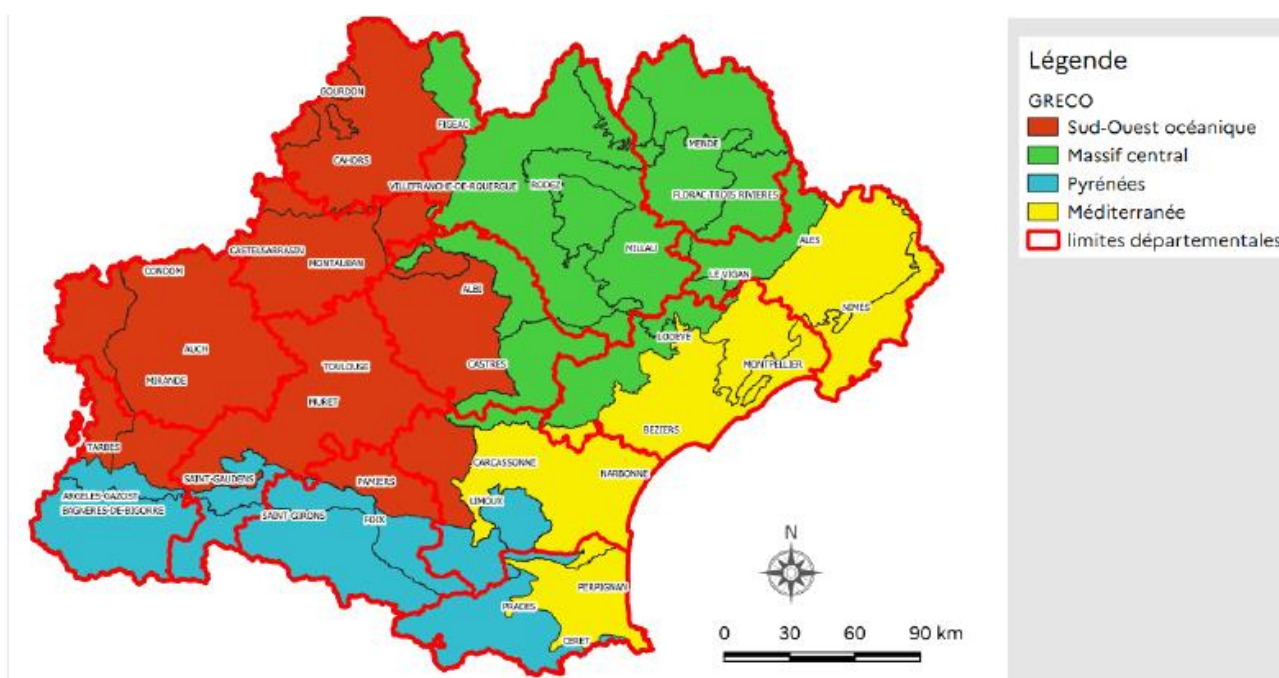 GOURDON
FIGEAC
CAHORS
MENDE
VILLEFRANCHE-DE-ROUERGUE
RODEZ
FLORAC-TROIS RIVIERES
CASTELSARRASIN
MONTAUBAN
MILLAU
ALES
CONDOM
LE VIGAN
ALBI
NIMES
AUCH
LODEVE
TOULOUSE
CASTRES
MONTPELLIER
MIRANDE
MURET
BEZIERS
TARBES
CARCASSONNE
NARBONNE
SAINT-GAUDENS
PAMIERS
ARGELES-GAZOST
LIMOUX
BAGNERES-DE-BIGORRE
SAINT-GIRONS
FOIX
PERPIGNAN
PRADES
CERET
N
0 30 60 90 km
Légende
GRECO
Sud-Ouest océanique
Massif central
Pyrénées
Méditerranée
limites départementales